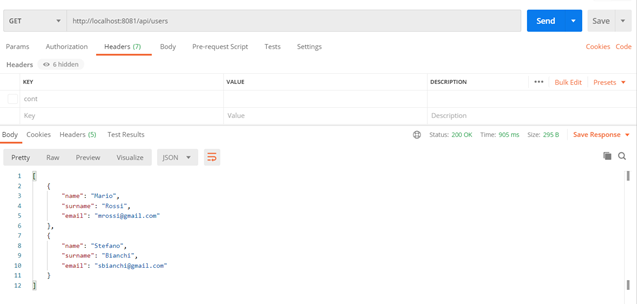 GET http://localhost:8081/api/users Send Save
Params Authorization Headers (7) Body Pre-request Script Tests Settings Cookies Code
Headers 6 hidden
KEY VALUE DESCRIPTION ••• Bulk Edit Presets
cont
Key Value Description
Body Cookies Headers (5) Test Results Status: 200 OK Time: 905 ms Size: 295 B Save Response
Pretty Raw Preview Visualize JSON
1 [
2 {
3 "name": "Mario",
4 "surname": "Rossi",
5 "email": "mrossi@gmail.com"
6 },
7 {
8 "name": "Stefano",
9 "surname": "Bianchi",
10 "email": "sbianchi@gmail.com"
11 }
12 ]